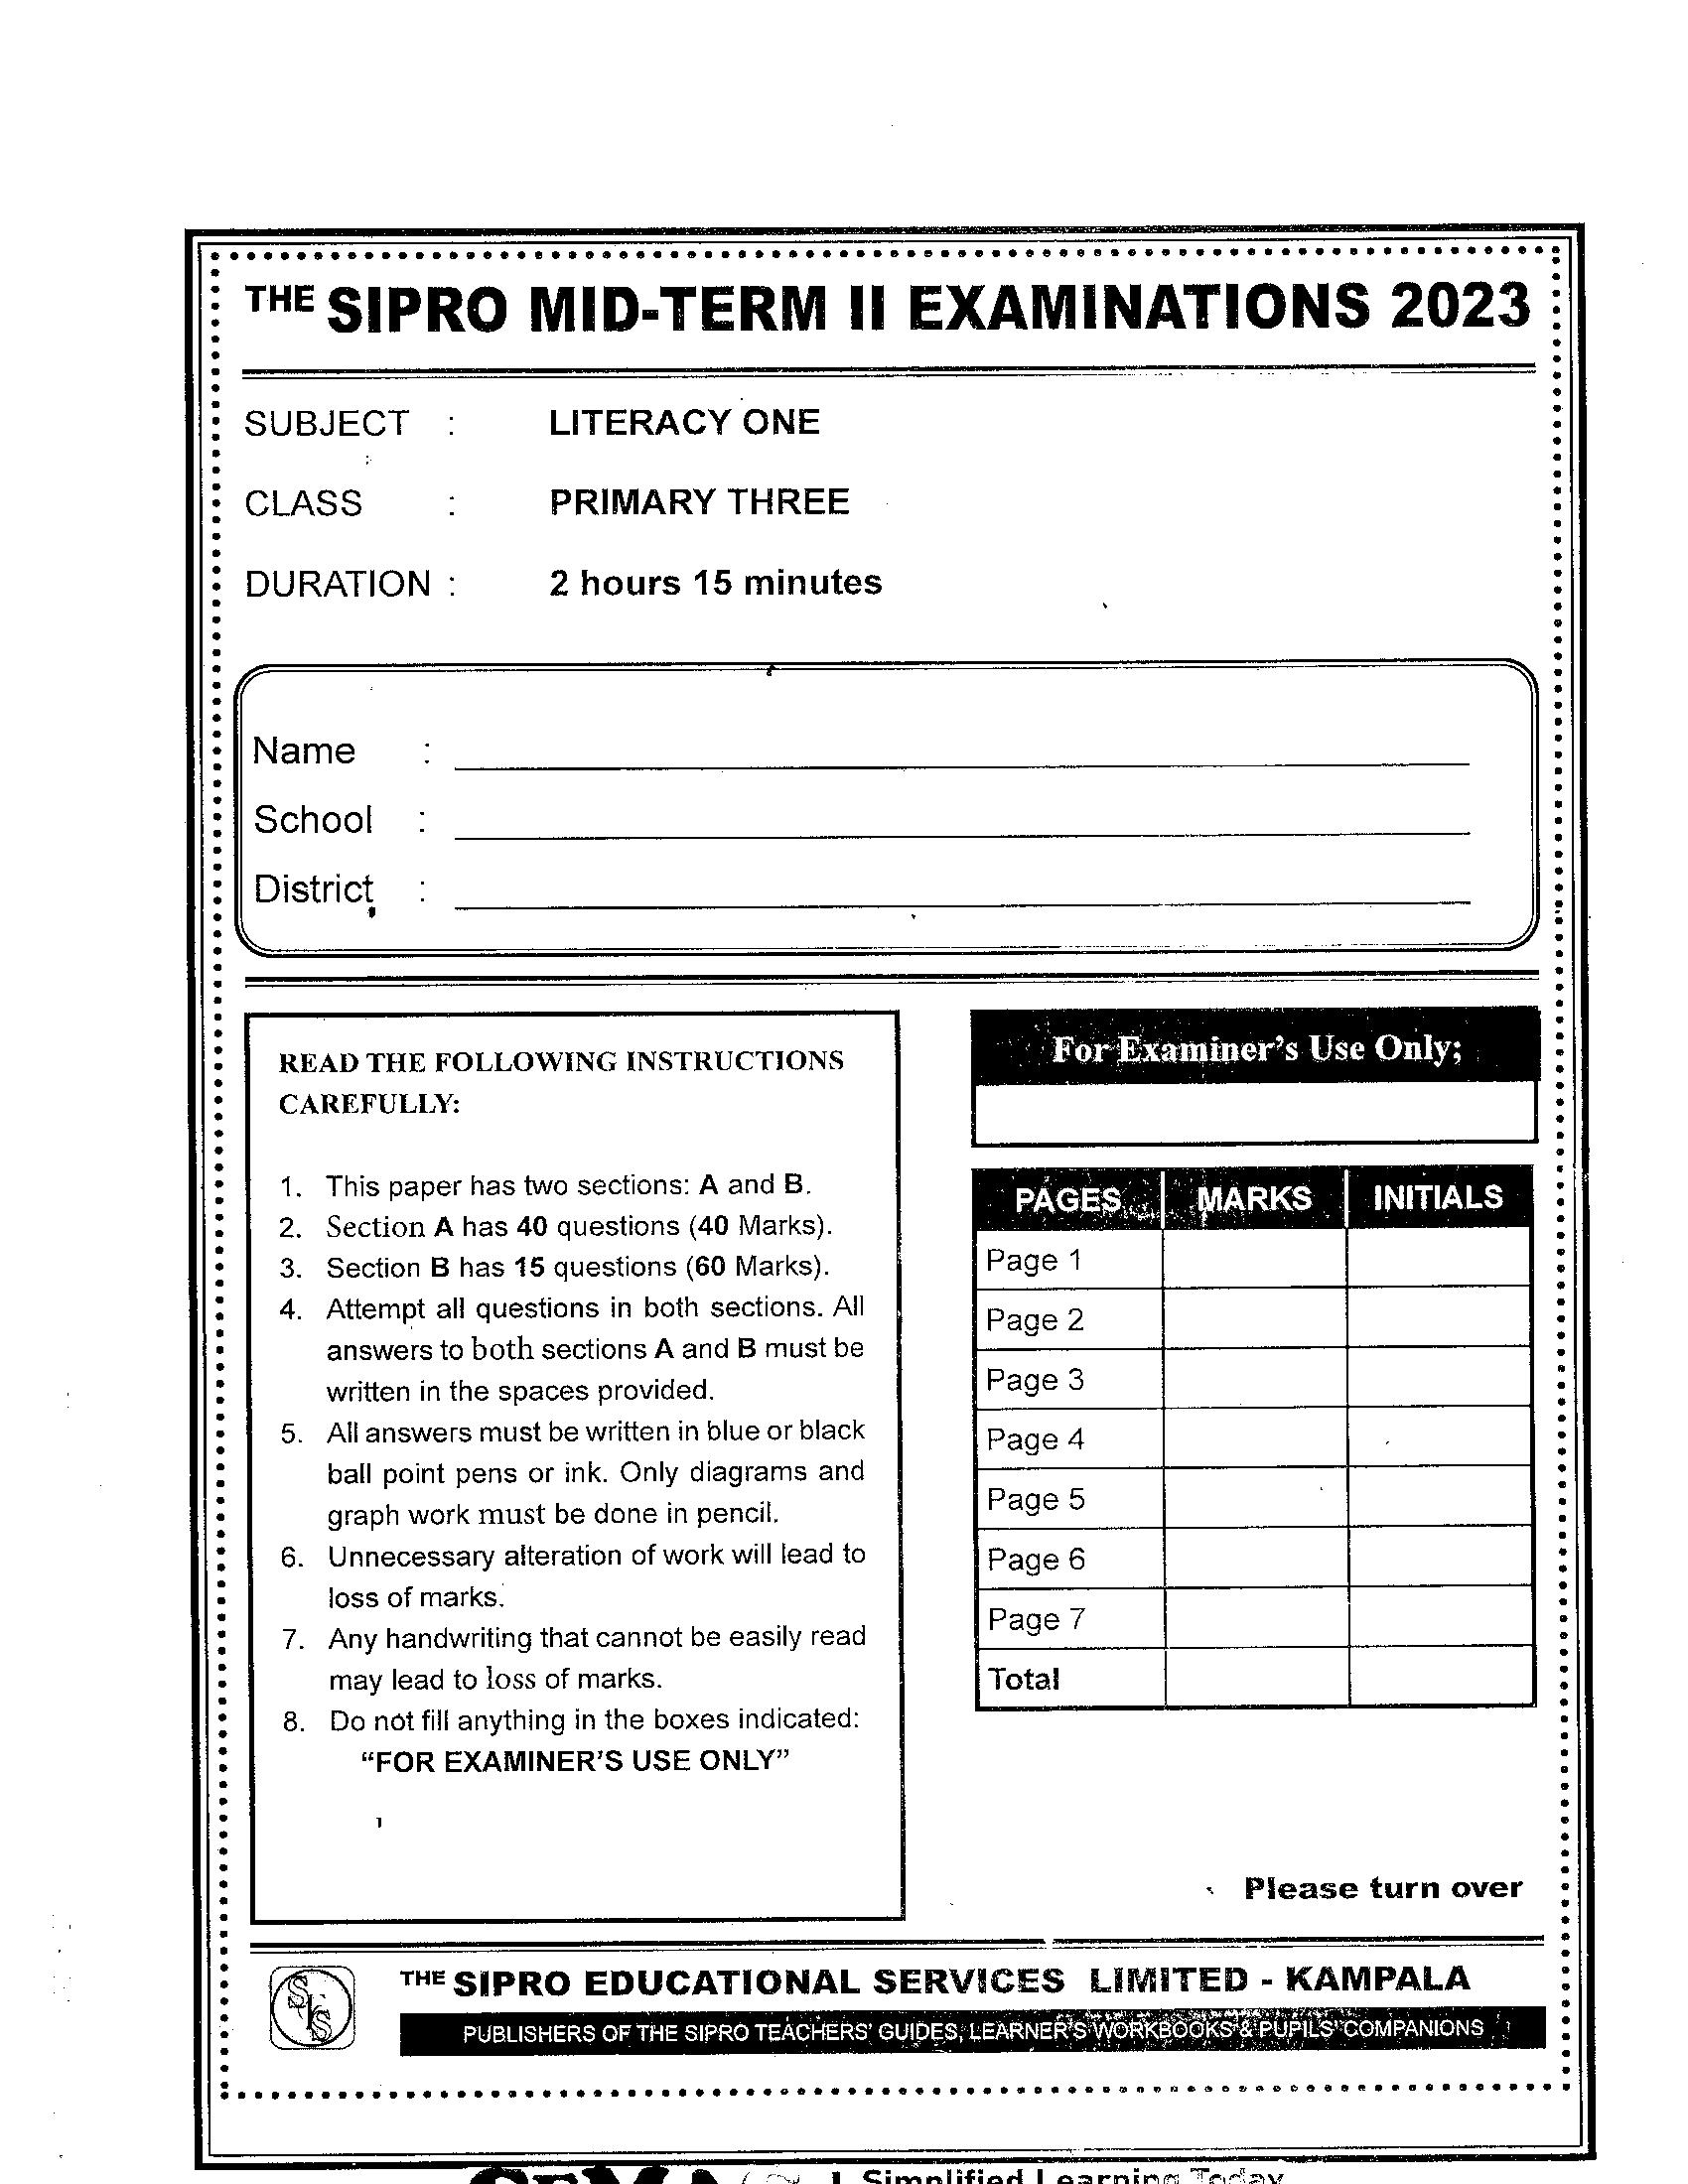 THE SIPRO MID-TERM II EXAMINATIONS 2023
SUBJECT : LITERACY ONE
CLASS : PRIMARY THREE
DURATION : 2 hours 15 minutes
Name :
School :
District :
READ THE FOLLOWING INSTRUCTIONS
CAREFULLY:
1. This paper has two sections: A and B.
2. Section A has 40 questions (40 Marks).
3. Section B has 15 questions (60 Marks).
4. Attempt all questions in both sections. All
answers to both sections A and B must be
written in the spaces provided.
5. All answers must be written in blue or black
ball point pens or ink. Only diagrams and
graph work must be done in pencil.
6. Unnecessary alteration of work will lead to
loss of marks.
7. Any handwriting that cannot be easily read
may lead to loss of marks.
8. Do not fill anything in the boxes indicated:
“FOR EXAMINER'S USE ONLY”
For Examiner's Use Only;
PAGES MARKS INITIALS
Page 1
Page 2
Page 3
Page 4
Page 5
Page 6
Page 7
Total
Please turn over
SIS
THE SIPRO EDUCATIONAL SERVICES LIMITED - KAMPALA
PUBLISHERS OF THE SIPRO TEACHERS' GUIDES, LEARNER'S WORKBOOKS & PUPILS' COMPANIONS
Simplified Learning Today